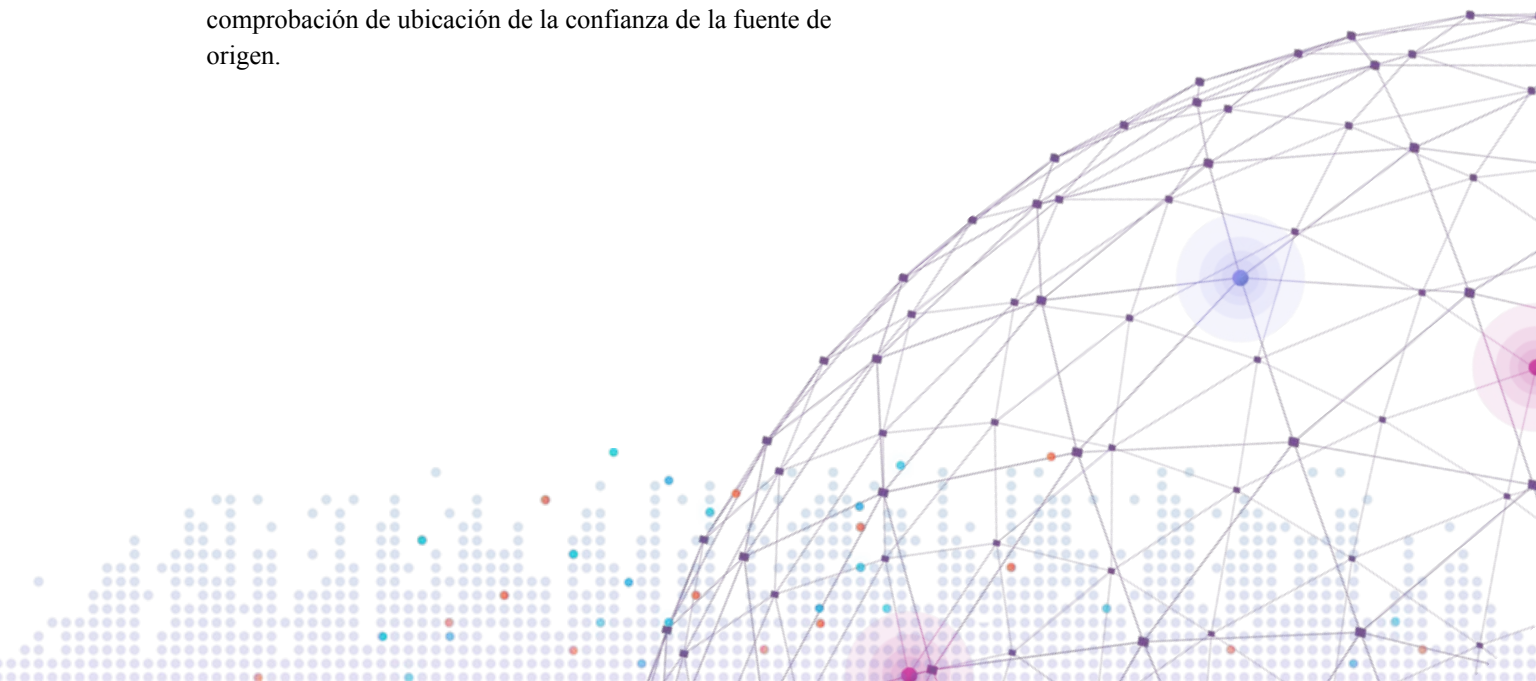 comprobación de ubicación de la confianza de la fuente de
origen.